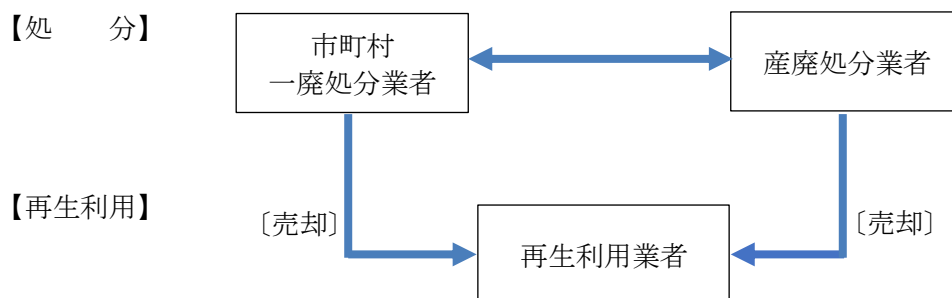 【処　　分】
市町村
一廃処分業者
産廃処分業者
【再生利用】
〔売却〕
〔売却〕
再生利用業者